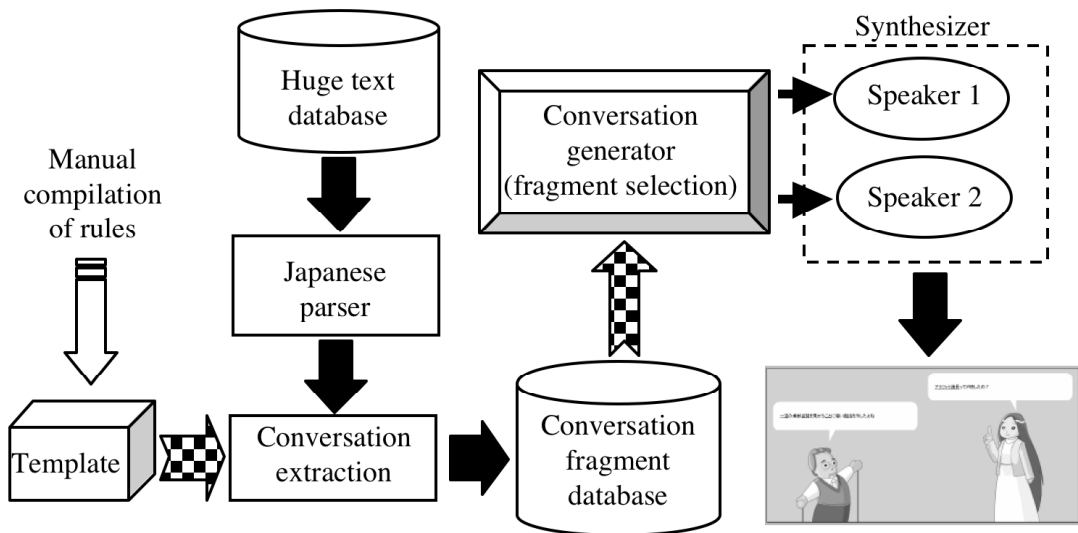 Synthesizer
Huge text
database
Conversation
generator
(fragment selection)
Speaker 1
Speaker 2
Manual
compilation
of rules
Japanese
parser
Template
Conversation
extraction
Conversation
fragment
database